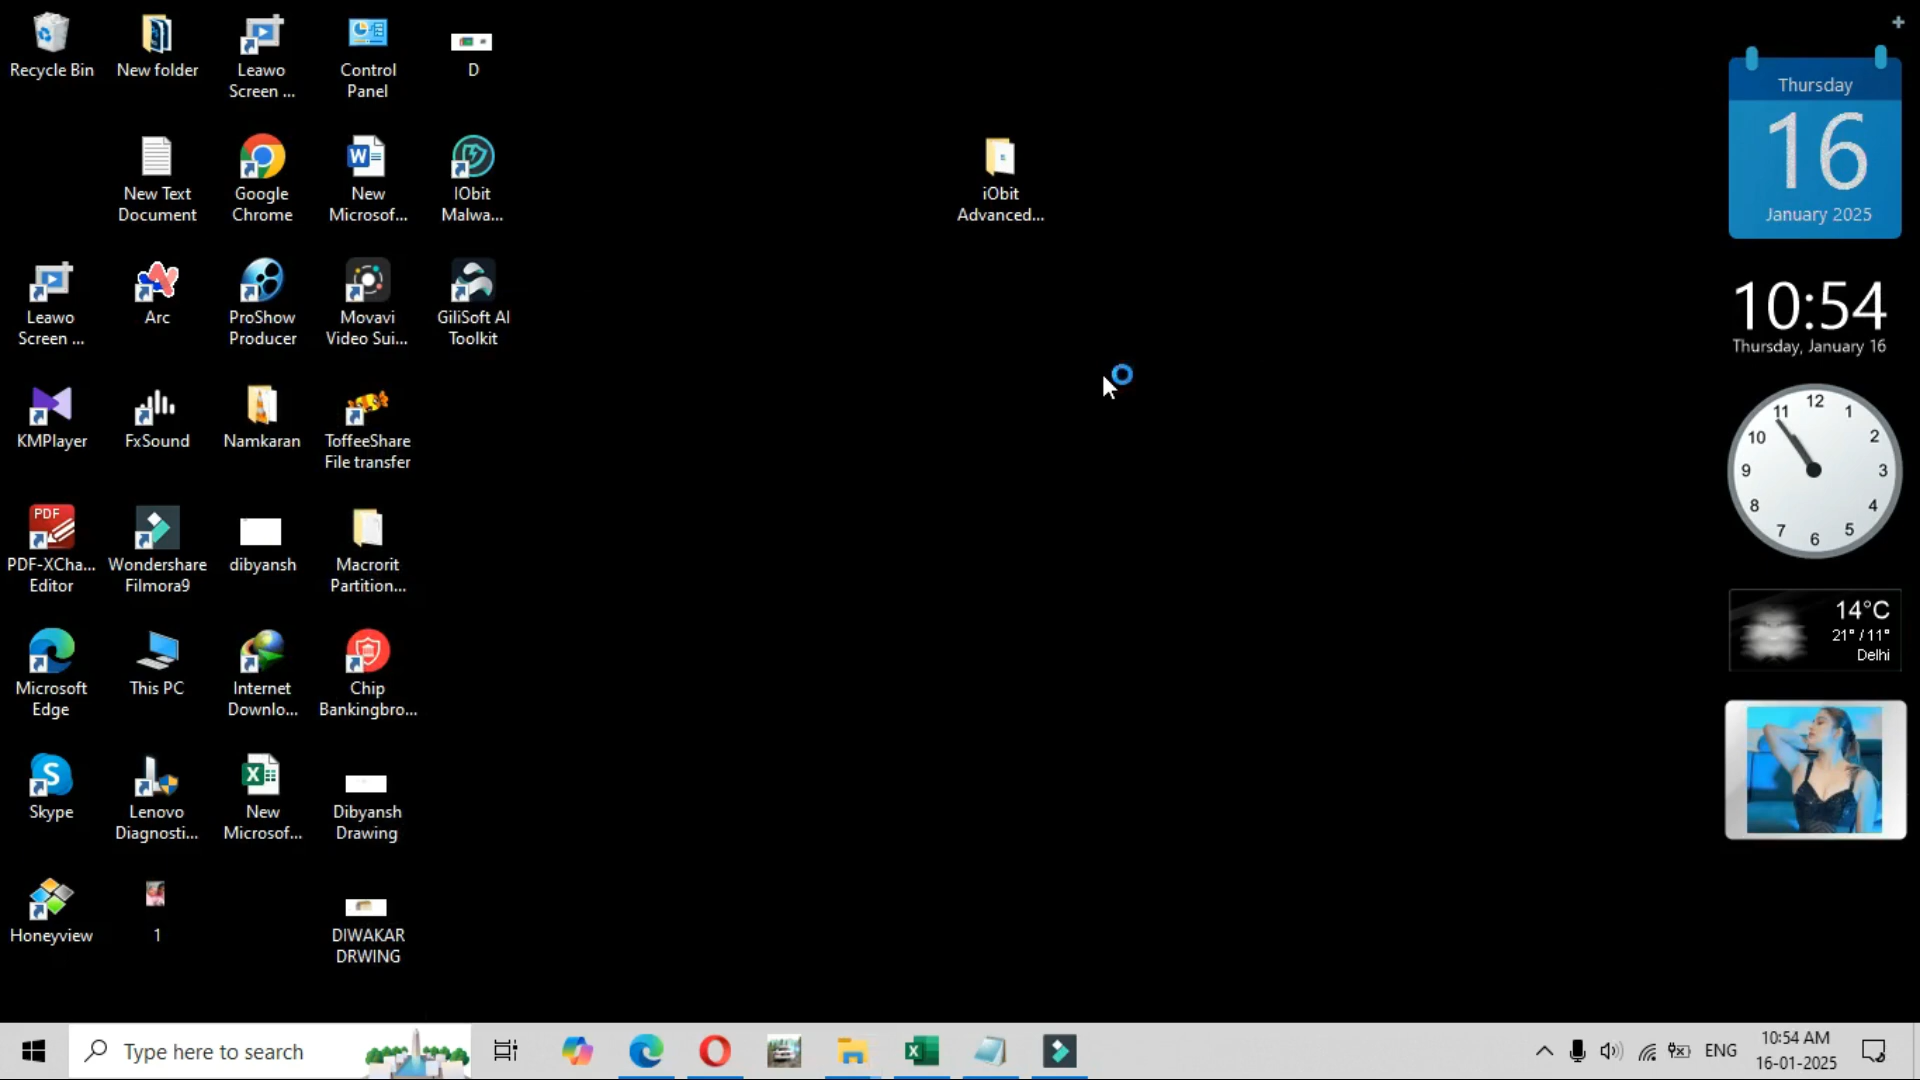 Recycle Bin
New folder
Leawo
Screen ...
Control
Panel
D
New Text
Document
Google
Chrome
New
Microsof...
IObit
Malwa...
iObit
Advanced...
Leawo
Screen ...
Arc
ProShow
Producer
Movavi
Video Sui...
GiliSoft AI
Toolkit
KMPlayer
FxSound
Namkaran
ToffeeShare
File transfer
PDF
PDF-XCha...
Editor
Wondershare
Filmora9
dibyansh
Macrorit
Partition...
Microsoft
Edge
This PC
Internet
Downlo...
Chip
Bankingbro...
Skype
Lenovo
Diagnosti...
New
Microsof...
Dibyansh
Drawing
Honeyview
1
DIWAKAR
DRWING
Thursday
16
January 2025
10:54
Thursday, January 16
12
1
2
3
4
5
6
7
8
9
10
11
14°C
21° / 11°
Delhi
Type here to search
ENG
10:54 AM
16-01-2025